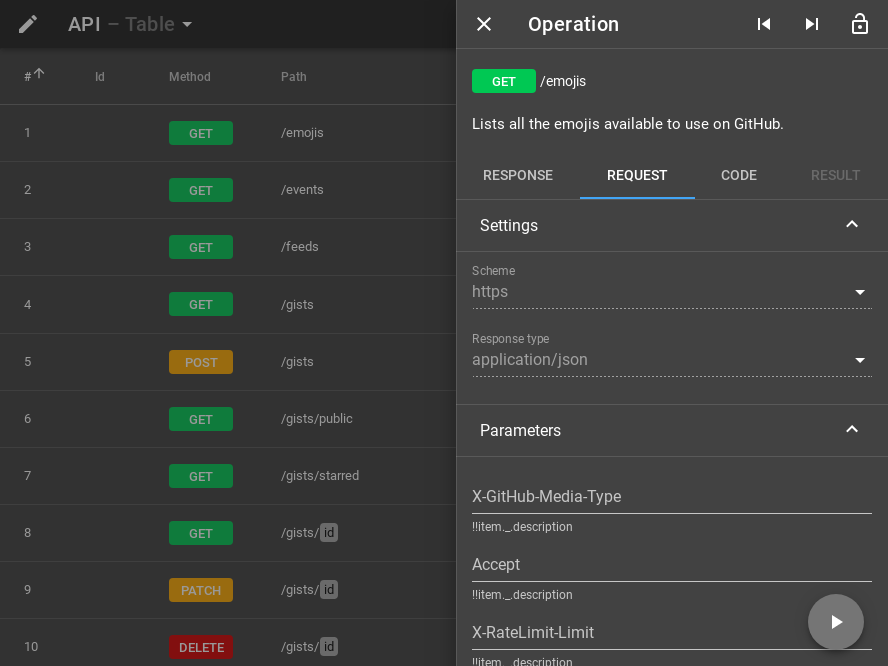 API – Table
# Id Method Path
1 GET /emojis
2 GET /events
3 GET /feeds
4 GET /gists
5 POST /gists
6 GET /gists/public
7 GET /gists/starred
8 GET /gists/ id
9 PATCH /gists/ id
10 DELETE /gists/ id
Operation
GET /emojis
Lists all the emojis available to use on GitHub.
RESPONSE REQUEST CODE RESULT
Settings
Scheme
https
Response type
application/json
Parameters
X-GitHub-Media-Type
!!item._.description
Accept
!!item._.description
X-RateLimit-Limit
!!item._.description